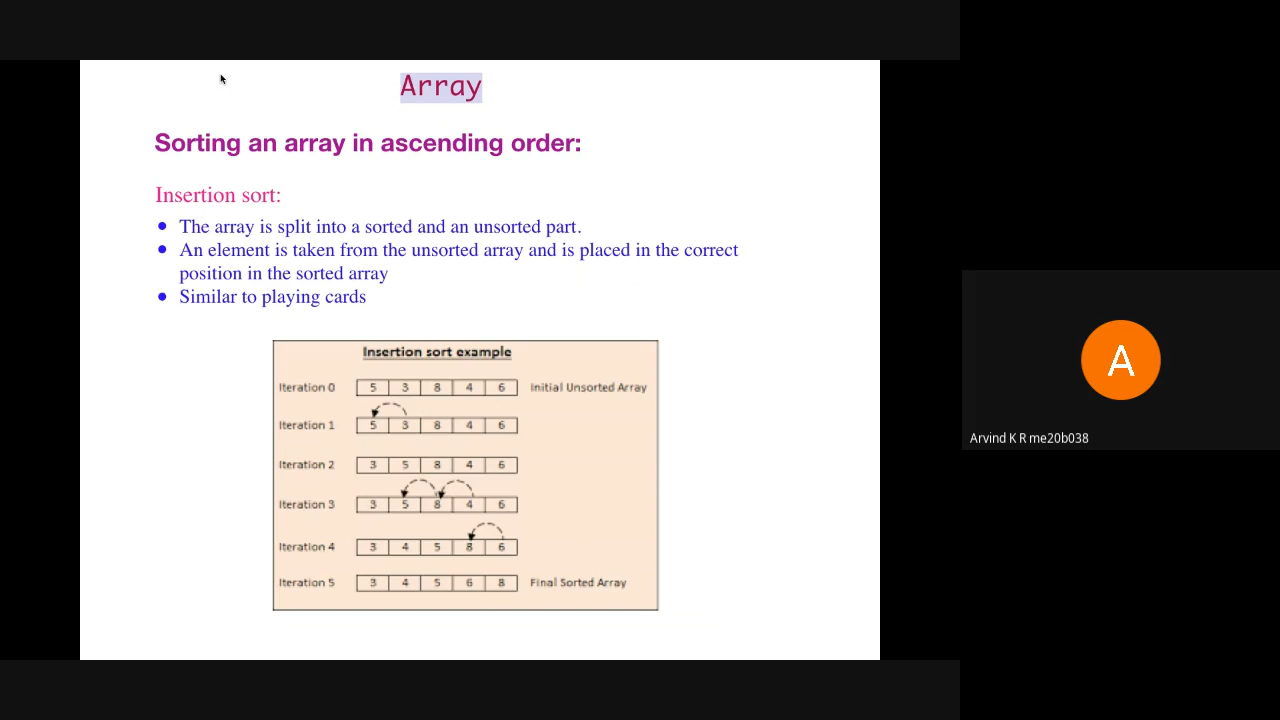 Array
Sorting an array in ascending order:
Insertion sort:
• The array is split into a sorted and an unsorted part.
• An element is taken from the unsorted array and is placed in the correct
position in the sorted array
• Similar to playing cards
Insertion sort example
Iteration 0 5 3 8 4 6 Initial Unsorted Array
Iteration 1 5 3 8 4 6
Iteration 2 3 5 8 4 6
Iteration 3 3 5 8 4 6
Iteration 4 3 4 5 8 6
Iteration 5 3 4 5 6 8 Final Sorted Array
A
Arvind K R me20b038